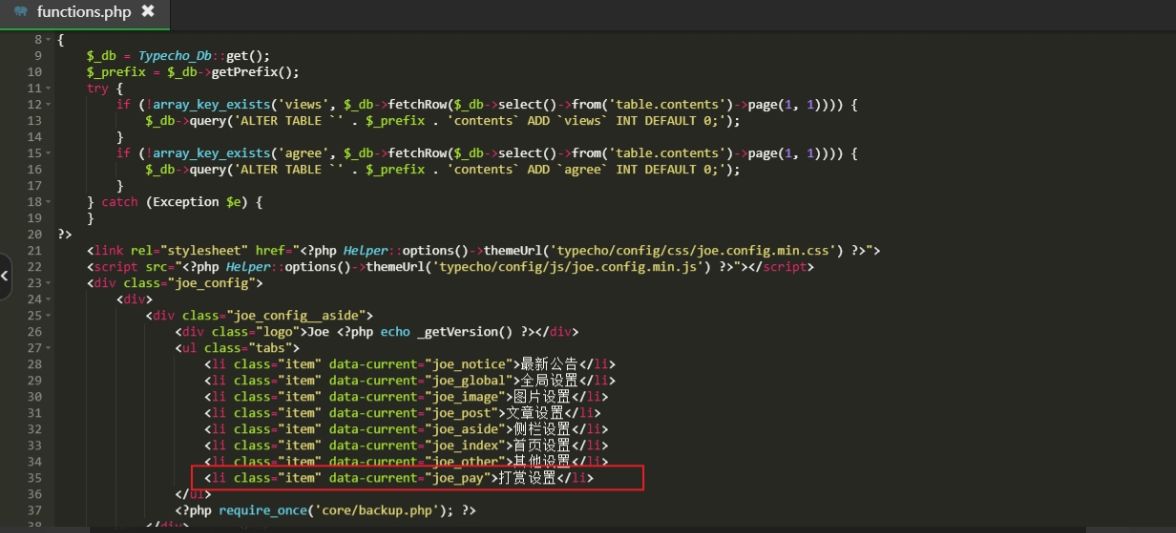 functions.php ✖
8 {
9 $_db = Typecho_Db::get();
10 $_prefix = $_db->getPrefix();
11 try {
12 if (!array_key_exists('views', $_db->fetchRow($_db->select()->from('table.contents')->page(1, 1)))) {
13 $_db->query('ALTER TABLE `' . $_prefix . 'contents` ADD `views` INT DEFAULT 0;');
14 }
15 if (!array_key_exists('agree', $_db->fetchRow($_db->select()->from('table.contents')->page(1, 1)))) {
16 $_db->query('ALTER TABLE `' . $_prefix . 'contents` ADD `agree` INT DEFAULT 0;');
17 }
18 } catch (Exception $e) {
19 }
20 ?>
21 <link rel="stylesheet" href="<?php Helper::options()->themeUrl('typecho/config/css/joe.config.min.css') ?>">
22 <script src="<?php Helper::options()->themeUrl('typecho/config/js/joe.config.min.js') ?>"></script>
23 <div class="joe_config">
24 <div>
25 <div class="joe_config__aside">
26 <div class="logo">Joe <?php echo _getVersion() ?></div>
27 <ul class="tabs">
28 <li class="item" data-current="joe_notice">最新公告</li>
29 <li class="item" data-current="joe_global">全局设置</li>
30 <li class="item" data-current="joe_image">图片设置</li>
31 <li class="item" data-current="joe_post">文章设置</li>
32 <li class="item" data-current="joe_aside">侧栏设置</li>
33 <li class="item" data-current="joe_index">首页设置</li>
34 <li class="item" data-current="joe_other">其他设置</li>
35 <li class="item" data-current="joe_pay">打赏设置</li>
36 </ul>
37 <?php require_once('core/backup.php'); ?>
38 </div>